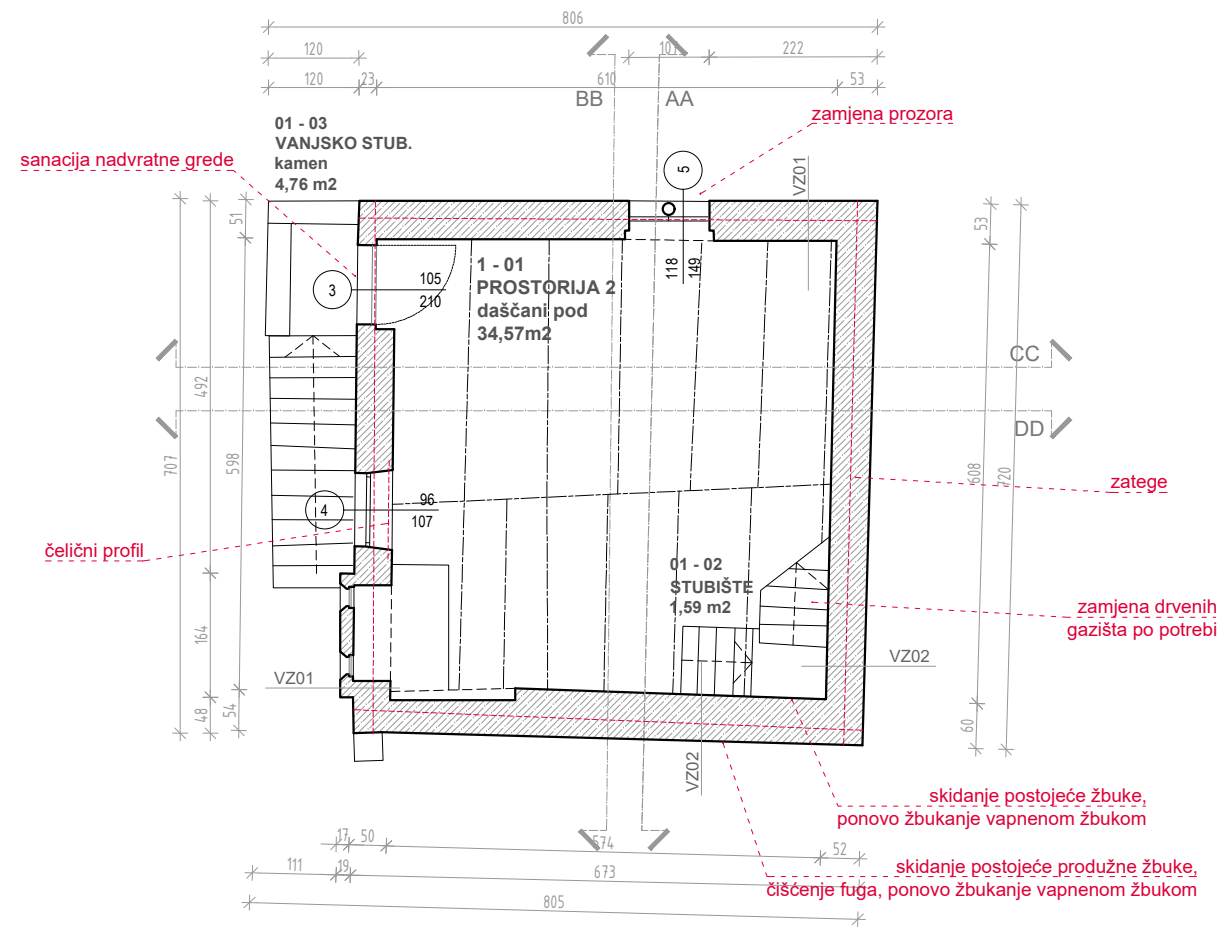 806
120
107
222
120
23
610
53
BB
AA
01 - 03
VANJSKO STUB.
kamen
4,76 m2
zamjena prozora
sanacija nadvratne grede
5
VZ01
51
53
118
149
1 - 01
PROSTORIJA 2
daščani pod
34,57m2
3
105
210
CC
DD
492
598
707
608
720
zatege
4
96
107
čelični profil
01 - 02
STUBIŠTE
1,59 m2
zamjena drvenih
gazišta po potrebi
164
VZ01
VZ02
48
54
60
VZ02
skidanje postojeće žbuke,
ponovo žbukanje vapnenom žbukom
17
50
574
52
skidanje postojeće produžne žbuke,
čišćenje fuga, ponovo žbukanje vapnenom žbukom
111
19
673
805